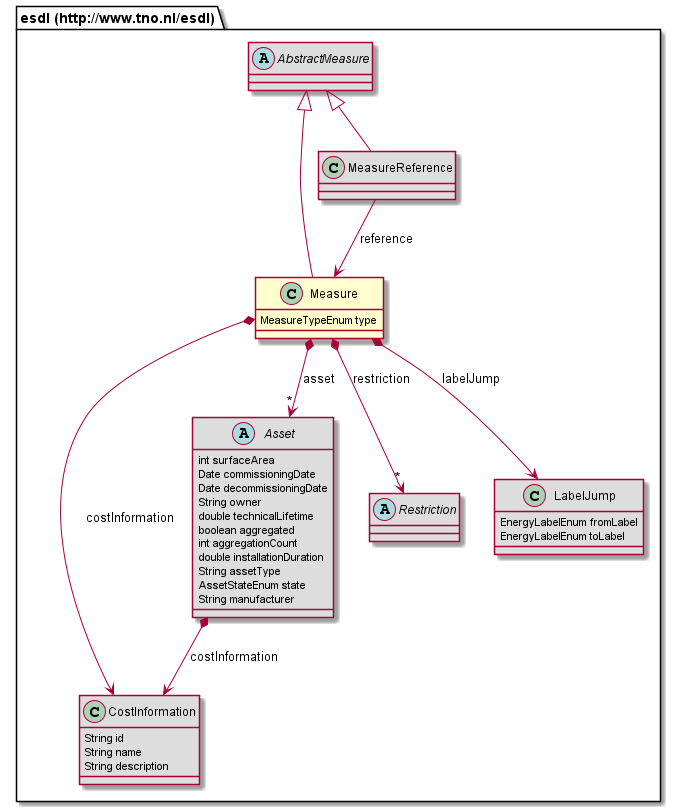 esdl (http://www.tno.nl/esdl)
A AbstractMeasure
C MeasureReference
reference
C Measure
MeasureTypeEnum type
asset
restriction
labelJump
*
*
costInformation
A Asset
int surfaceArea
Date commissioningDate
Date decommissioningDate
String owner
double technicalLifetime
boolean aggregated
int aggregationCount
double installationDuration
String assetType
AssetStateEnum state
String manufacturer
A Restriction
C LabelJump
EnergyLabelEnum fromLabel
EnergyLabelEnum toLabel
costInformation
C CostInformation
String id
String name
String description